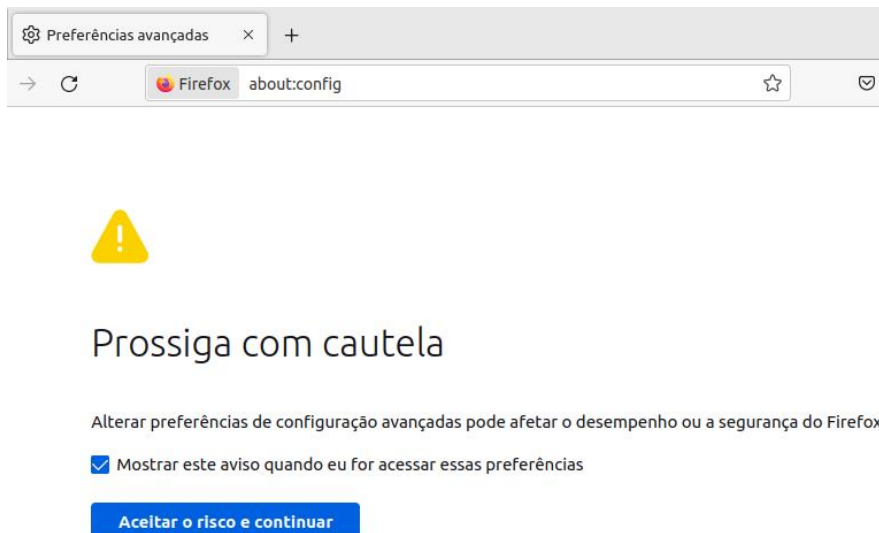 Preferências avançadas
Firefox about:config
Prossiga com cautela
Alterar preferências de configuração avançadas pode afetar o desempenho ou a segurança do Firefox
Mostrar este aviso quando eu for acessar essas preferências
Aceitar o risco e continuar